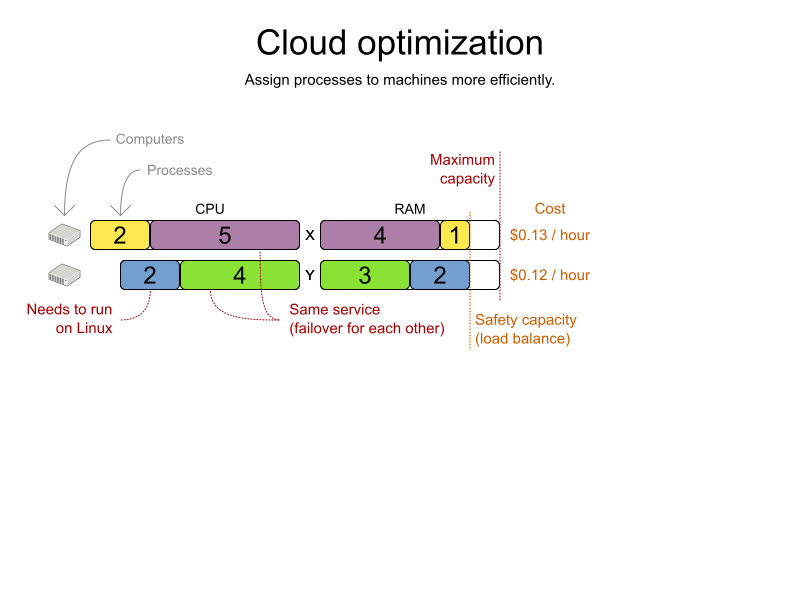 Cloud optimization
Assign processes to machines more efficiently.
Computers
Processes
Maximum
capacity
CPU
RAM
Cost
2
5
X
4
1
$0.13 / hour
2
4
Y
3
2
$0.12 / hour
Needs to run
on Linux
Same service
(failover for each other)
Safety capacity
(load balance)